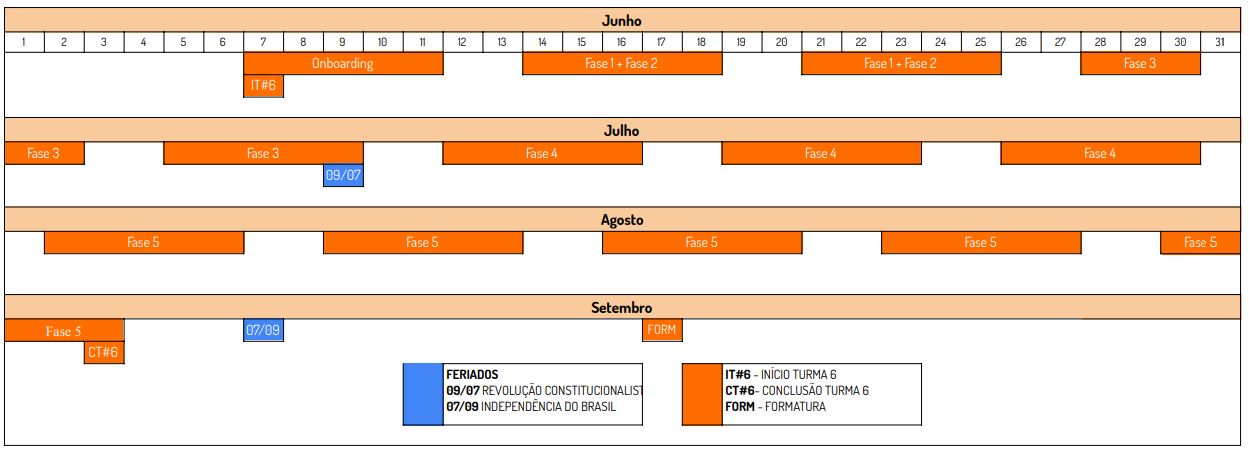 Junho
1 2 3 4 5 6 7 8 9 10 11 12 13 14 15 16 17 18 19 20 21 22 23 24 25 26 27 28 29 30 31
Onboarding Fase 1 + Fase 2 Fase 1 + Fase 2 Fase 3
IT#6
Julho
Fase 3 Fase 3 Fase 4 Fase 4 Fase 4
09/07
Agosto
Fase 5 Fase 5 Fase 5 Fase 5 Fase 5
Setembro
Fase 5 07/09 FORM
CT#6
FERIADOS
09/07 REVOLUÇÃO CONSTITUCIONALIST
07/09 INDEPENDÊNCIA DO BRASIL
IT#6 - INÍCIO TURMA 6
CT#6- CONCLUSÃO TURMA 6
FORM - FORMATURA